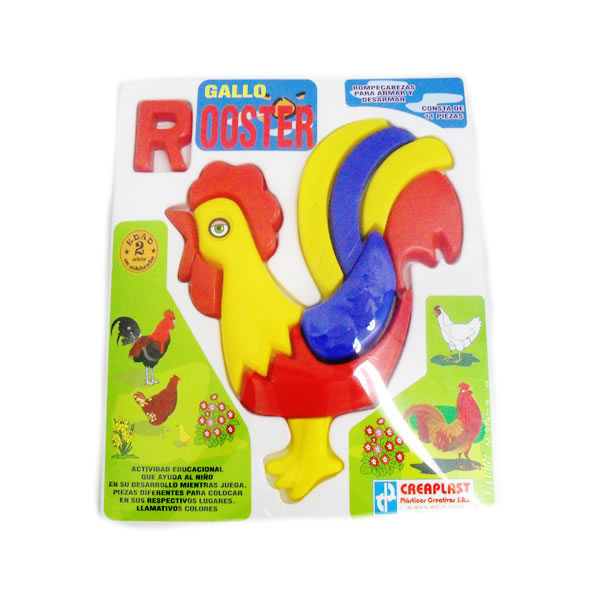 GALLO
ROOSTER
ROMPECABEZAS
PARA ARMAR Y
DESARMAR
CONSTA DE
11 PIEZAS
EDAD
2
años
ACTIVIDAD EDUCACIONAL
QUE AYUDA AL NIÑO
EN SU DESARROLLO MIENTRAS JUEGA.
PIEZAS DIFERENTES PARA COLOCAR
EN SUS RESPECTIVOS LUGARES.
LLAMATIVOS COLORES
CREAPLAST
Plásticos Creativos S.A.